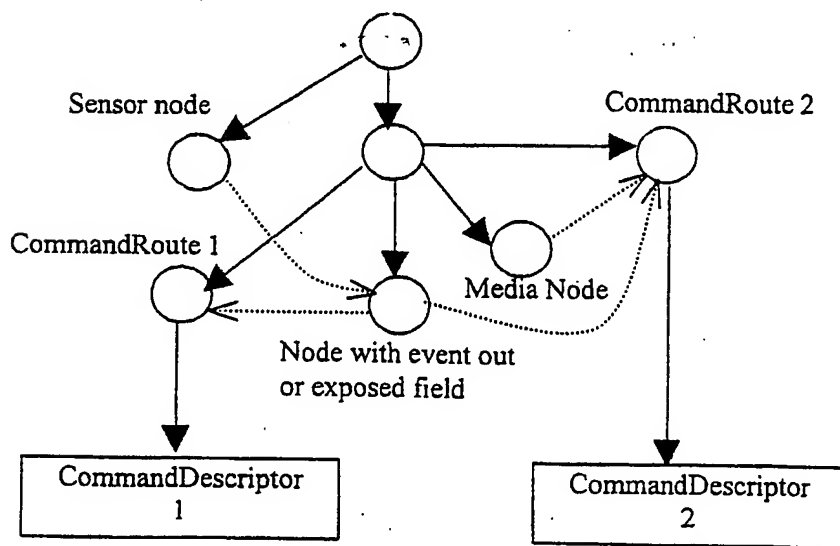 Sensor node
CommandRoute 2
CommandRoute 1
Media Node
Node with event out
or exposed field
CommandDescriptor
1
CommandDescriptor
2